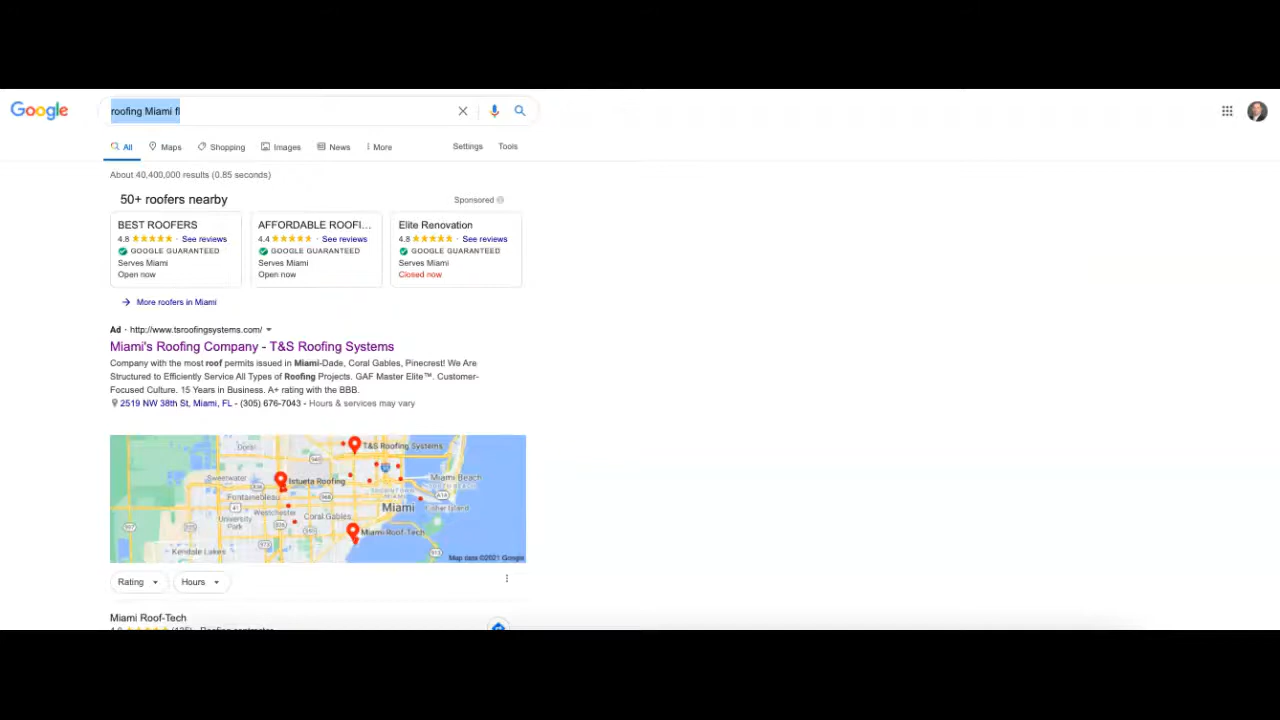 Google
roofing Miami fl
All Maps Shopping Images News More Settings Tools
About 40,400,000 results (0.85 seconds)
50+ roofers nearby Sponsored
BEST ROOFERS
4.8 · See reviews
GOOGLE GUARANTEED
Serves Miami
Open now
AFFORDABLE ROOFI...
4.4 · See reviews
GOOGLE GUARANTEED
Serves Miami
Open now
Elite Renovation
4.8 · See reviews
GOOGLE GUARANTEED
Serves Miami
Closed now
More roofers in Miami
Ad · http://www.tsroofingsystems.com/
Miami's Roofing Company - T&S Roofing Systems
Company with the most roof permits issued in Miami-Dade, Coral Gables, Pinecrest! We Are
Structured to Efficiently Service All Types of Roofing Projects. GAF Master Elite™. Customer-
Focused Culture. 15 Years in Business. A+ rating with the BBB.
2519 NW 38th St, Miami, FL - (305) 676-7043 - Hours & services may vary
Doral
T&S Roofing Systems
Sweetwater
Istueta Roofing
Miami Beach
Fontainebleau
Westchester
Miami
Fisher Island
University
Park
Coral Gables
Miami Roof-Tech
Kendale Lakes
Map data ©2021 Google
Rating Hours
Miami Roof-Tech
Roofing contractor